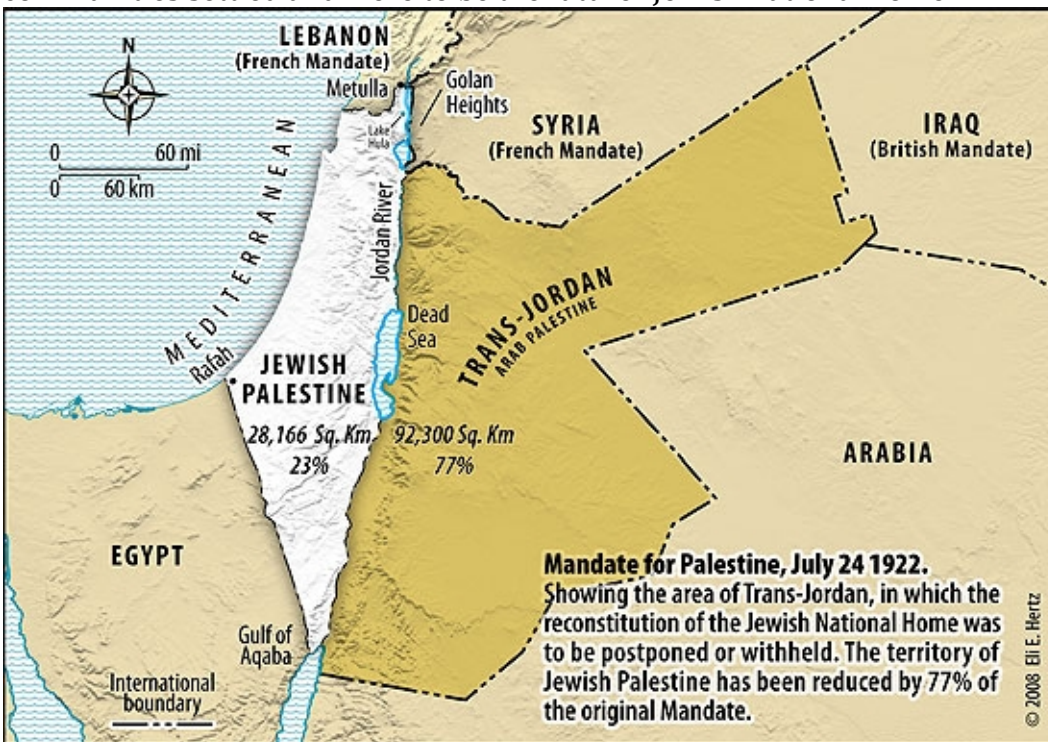 N
LEBANON
(French Mandate)
Metulla
Golan
Heights
Lake
Hula
SYRIA
(French Mandate)
IRAQ
(British Mandate)
0 60 mi
0 60 km
MEDITERRANEAN
Jordan River
Rafah
Dead
Sea
TRANS-JORDAN
ARAB PALESTINE
JEWISH
PALESTINE
28,166 Sq. Km
23%
92,300 Sq. Km
77%
ARABIA
EGYPT
Gulf of
Aqaba
International
boundary
Mandate for Palestine, July 24 1922.
Showing the area of Trans-Jordan, in which the
reconstitution of the Jewish National Home was
to be postponed or withheld. The territory of
Jewish Palestine has been reduced by 77% of
the original Mandate.
© 2008 Eli E. Hertz